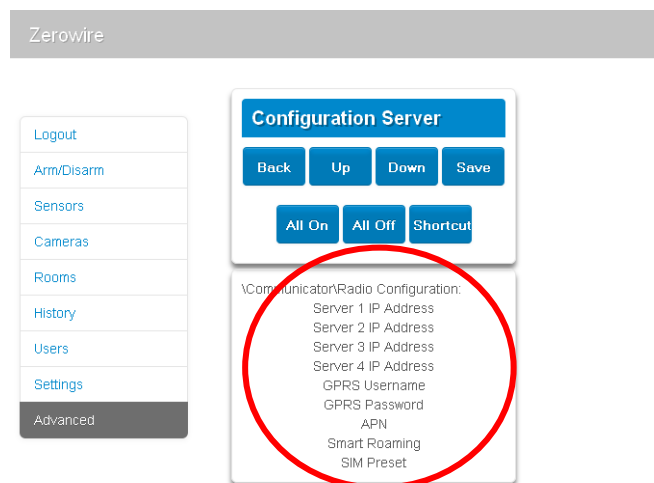 Zerowire
Logout
Arm/Disarm
Sensors
Cameras
Rooms
History
Users
Settings
Advanced
Configuration Server
Back Up Down Save
All On All Off Shortcut
\Communicator\Radio Configuration:
Server 1 IP Address
Server 2 IP Address
Server 3 IP Address
Server 4 IP Address
GPRS Username
GPRS Password
APN
Smart Roaming
SIM Preset